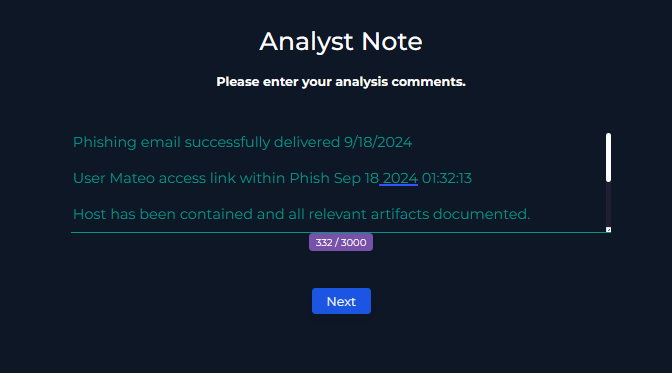 Analyst Note
Please enter your analysis comments.
Phishing email successfully delivered 9/18/2024
User Mateo access link within Phish Sep 18 2024 01:32:13
Host has been contained and all relevant artifacts documented.
332 / 3000
Next